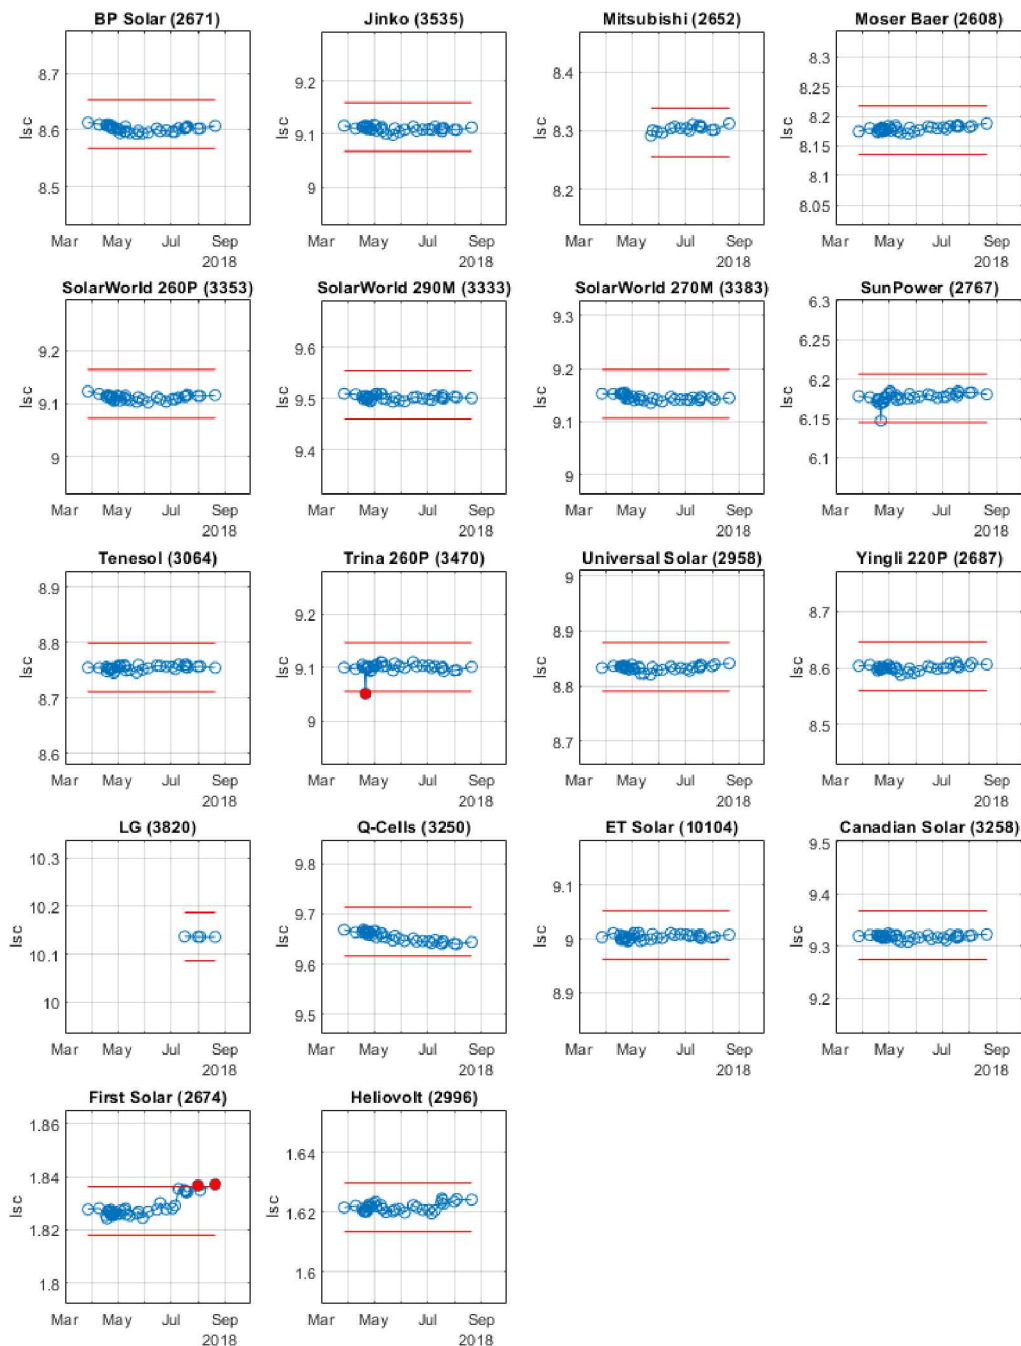 BP Solar (2671)
Jinko (3535)
Mitsubishi (2652)
Moser Baer (2608)
Isc
8.7
8.6
8.5
Mar May Jul Sep
2018
Isc
9.2
9.1
9
Mar May Jul Sep
2018
Isc
8.4
8.3
8.2
Mar May Jul Sep
2018
Isc
8.3
8.25
8.2
8.15
8.1
8.05
Mar May Jul Sep
2018
SolarWorld 260P (3353)
SolarWorld 290M (3333)
SolarWorld 270M (3383)
SunPower (2767)
Isc
9.2
9.1
9
Mar May Jul Sep
2018
Isc
9.6
9.5
9.4
Mar May Jul Sep
2018
Isc
9.3
9.2
9.1
9
Mar May Jul Sep
2018
Isc
6.3
6.25
6.2
6.15
6.1
Mar May Jul Sep
2018
Tenesol (3064)
Trina 260P (3470)
Universal Solar (2958)
Yingli 220P (2687)
Isc
8.9
8.8
8.7
8.6
Mar May Jul Sep
2018
Isc
9.2
9.1
9
Mar May Jul Sep
2018
Isc
9
8.9
8.8
8.7
Mar May Jul Sep
2018
Isc
8.7
8.6
8.5
Mar May Jul Sep
2018
LG (3820)
Q-Cells (3250)
ET Solar (10104)
Canadian Solar (3258)
Isc
10.3
10.2
10.1
10
Mar May Jul Sep
2018
Isc
9.8
9.7
9.6
9.5
Mar May Jul Sep
2018
Isc
9.1
9
8.9
Mar May Jul Sep
2018
Isc
9.5
9.4
9.3
9.2
Mar May Jul Sep
2018
First Solar (2674)
Heliovolt (2996)
Isc
1.86
1.84
1.82
1.8
Mar May Jul Sep
2018
Isc
1.64
1.62
1.6
Mar May Jul Sep
2018